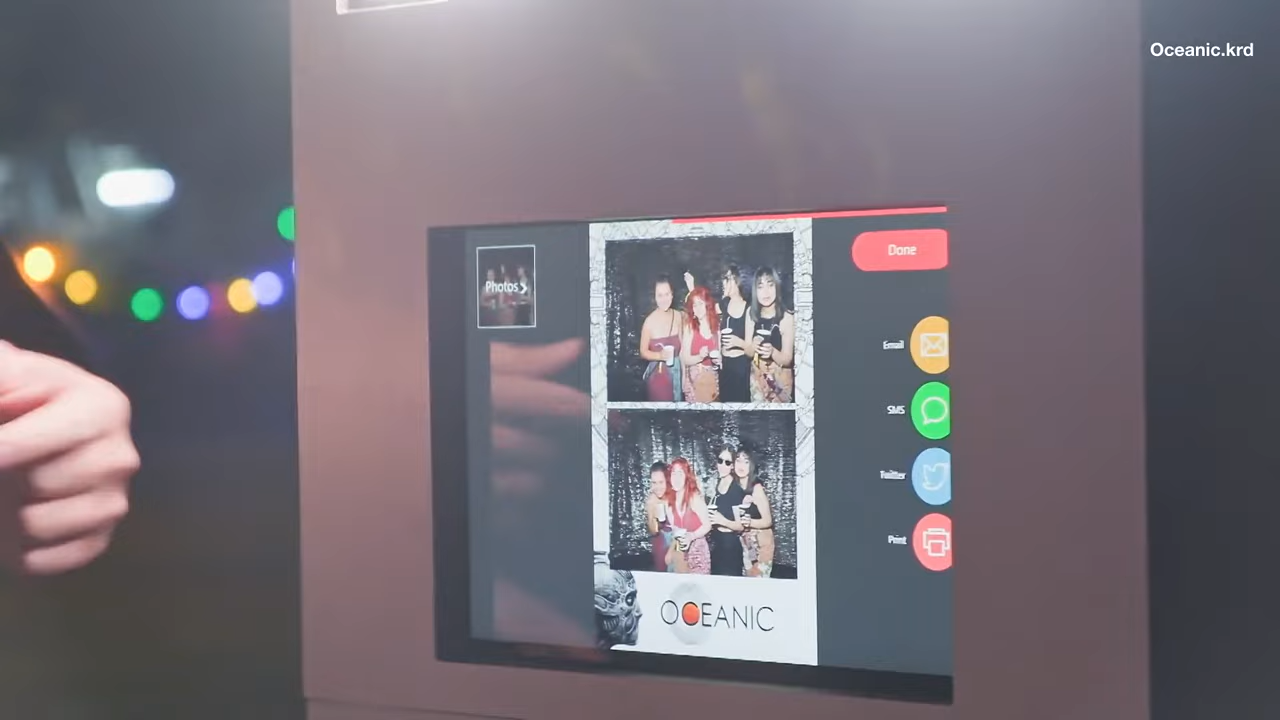 Oceanic.krd
Done
Photos
Email
SMS
Twitter
Print
OCEANIC